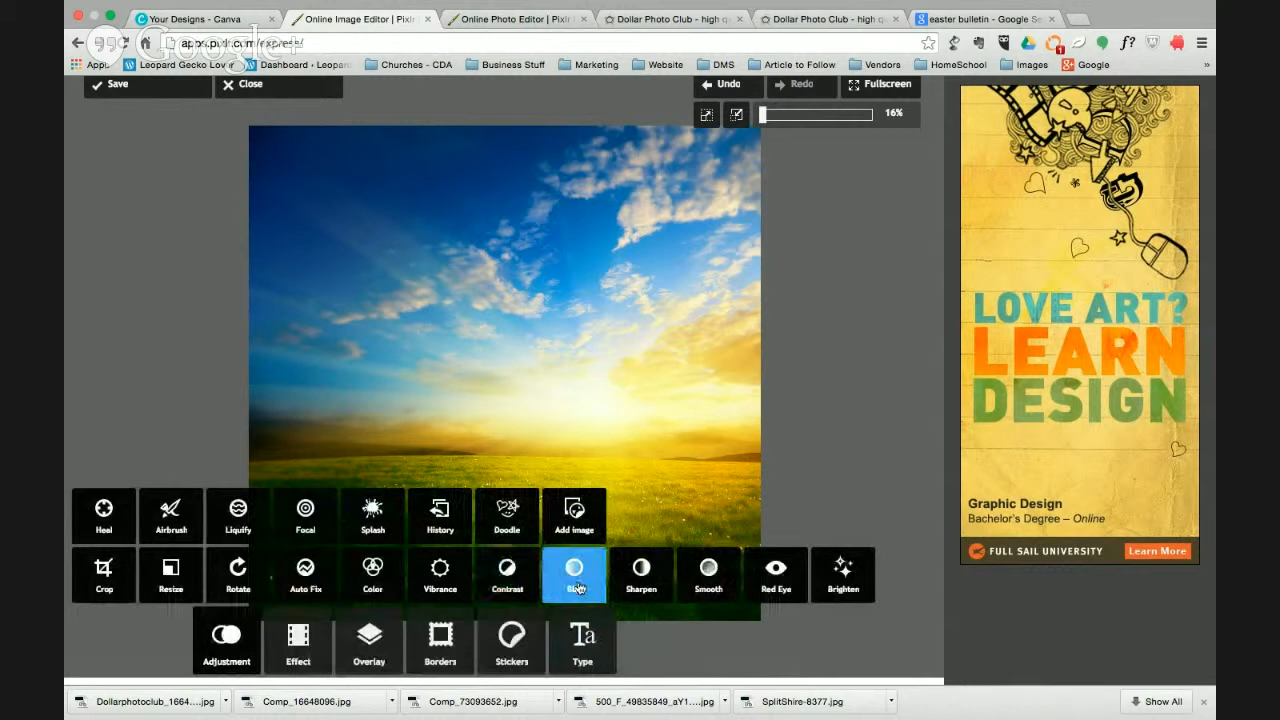 Your Designs - Canva
Online Image Editor | Pixlr
Online Photo Editor | Pixlr
Dollar Photo Club - high q
Dollar Photo Club - high q
easter bulletin - Google Se
Google+
apps.pixlr.com/express/
f?
1
Apps
Leopard Gecko Lover
Dashboard ‹ Leopard
Churches - CDA
Business Stuff
Marketing
Website
DMS
Article to Follow
Vendors
HomeSchool
Images
Google
»
Save
Close
Undo
Redo
Fullscreen
16%
LOVE ART?
LEARN
DESIGN
Graphic Design
Bachelor's Degree – Online
FULL SAIL UNIVERSITY
Learn More
Heal
Airbrush
Liquify
Focal
Splash
History
Doodle
Add image
Crop
Resize
Rotate
Auto Fix
Color
Vibrance
Contrast
Sharpen
Smooth
Red Eye
Brighten
Adjustment
Effect
Overlay
Borders
Stickers
Ta
Type
Dollarphotoclub_1664....jpg
Comp_16648096.jpg
Comp_73093652.jpg
500_F_49835849_aY1....jpg
SplitShire-8377.jpg
Show All